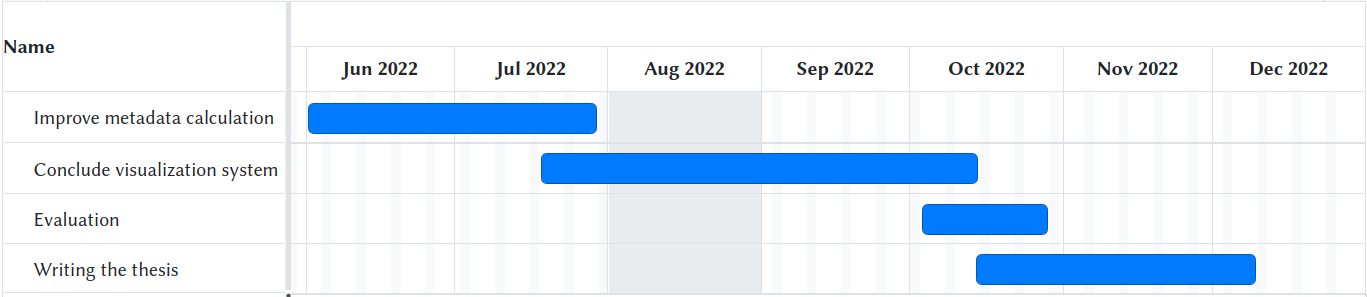 Name
Jun 2022 Jul 2022 Aug 2022 Sep 2022 Oct 2022 Nov 2022 Dec 2022
Improve metadata calculation
Conclude visualization system
Evaluation
Writing the thesis